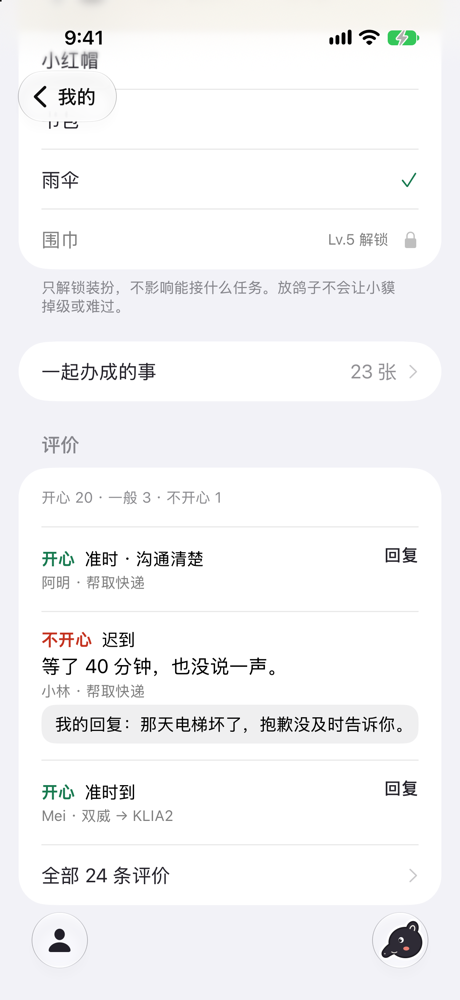 9:41
小红帽
我的
书包
雨伞
围巾 Lv.5 解锁
只解锁装扮，不影响能接什么任务。放鸽子不会让小貘
掉级或难过。
一起办成的事 23 张
评价
开心 20 · 一般 3 · 不开心 1
开心 准时 · 沟通清楚 回复
阿明 · 帮取快递
不开心 迟到
等了 40 分钟，也没说一声。
小林 · 帮取快递
我的回复：那天电梯坏了，抱歉没及时告诉你。
开心 准时到 回复
Mei · 双威 → KLIA2
全部 24 条评价